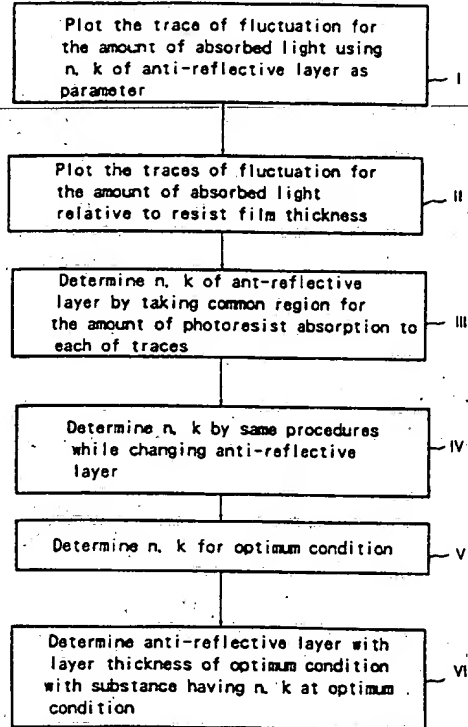 Plot the trace of fluctuation for
the amount of absorbed light using
n, k of anti-reflective layer as
parameter
I
Plot the traces of fluctuation for
the amount of absorbed light
relative to resist film thickness
II
Determine n, k of ant-reflective
layer by taking common region for
the amount of photoresist absorption to
each of traces
III
Determine n, k by same procedures
while changing anti-reflective
layer
IV
Determine n, k for optimum condition
V
Determine anti-reflective layer with
layer thickness of optimum condition
with substance having n, k at optimum
condition
VI